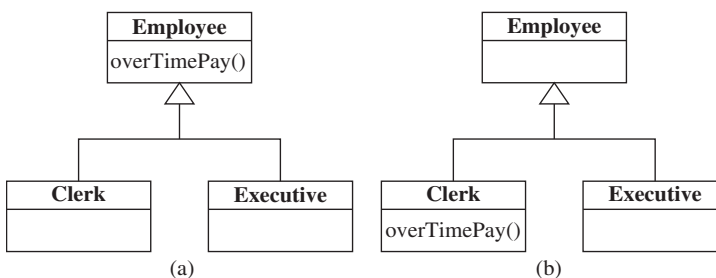 Employee
overTimePay()
Clerk
Executive
(a)
Employee
Clerk
overTimePay()
Executive
(b)